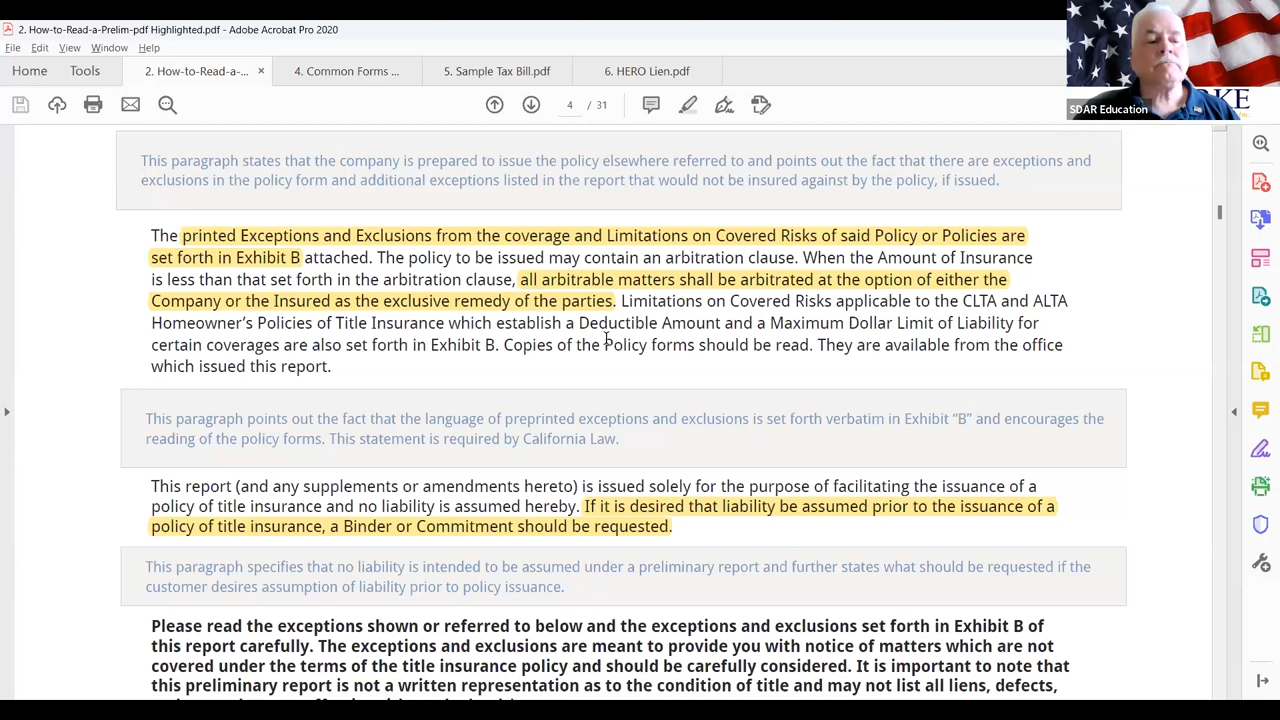 2. How-to-Read-a-Prelim-pdf Highlighted.pdf - Adobe Acrobat Pro 2020
File Edit View Window Help
Home Tools 2. How-to-Read-a-... × 4. Common Forms ... 5. Sample Tax Bill.pdf 6. HERO Lien.pdf
4 / 31
SDAR Education
This paragraph states that the company is prepared to issue the policy elsewhere referred to and points out the fact that there are exceptions and
exclusions in the policy form and additional exceptions listed in the report that would not be insured against by the policy, if issued.
The printed Exceptions and Exclusions from the coverage and Limitations on Covered Risks of said Policy or Policies are
set forth in Exhibit B attached. The policy to be issued may contain an arbitration clause. When the Amount of Insurance
is less than that set forth in the arbitration clause, all arbitrable matters shall be arbitrated at the option of either the
Company or the Insured as the exclusive remedy of the parties. Limitations on Covered Risks applicable to the CLTA and ALTA
Homeowner's Policies of Title Insurance which establish a Deductible Amount and a Maximum Dollar Limit of Liability for
certain coverages are also set forth in Exhibit B. Copies of the Policy forms should be read. They are available from the office
which issued this report.
This paragraph points out the fact that the language of preprinted exceptions and exclusions is set forth verbatim in Exhibit “B” and encourages the
reading of the policy forms. This statement is required by California Law.
This report (and any supplements or amendments hereto) is issued solely for the purpose of facilitating the issuance of a
policy of title insurance and no liability is assumed hereby. If it is desired that liability be assumed prior to the issuance of a
policy of title insurance, a Binder or Commitment should be requested.
This paragraph specifies that no liability is intended to be assumed under a preliminary report and further states what should be requested if the
customer desires assumption of liability prior to policy issuance.
Please read the exceptions shown or referred to below and the exceptions and exclusions set forth in Exhibit B of
this report carefully. The exceptions and exclusions are meant to provide you with notice of matters which are not
covered under the terms of the title insurance policy and should be carefully considered. It is important to note that
this preliminary report is not a written representation as to the condition of title and may not list all liens, defects,